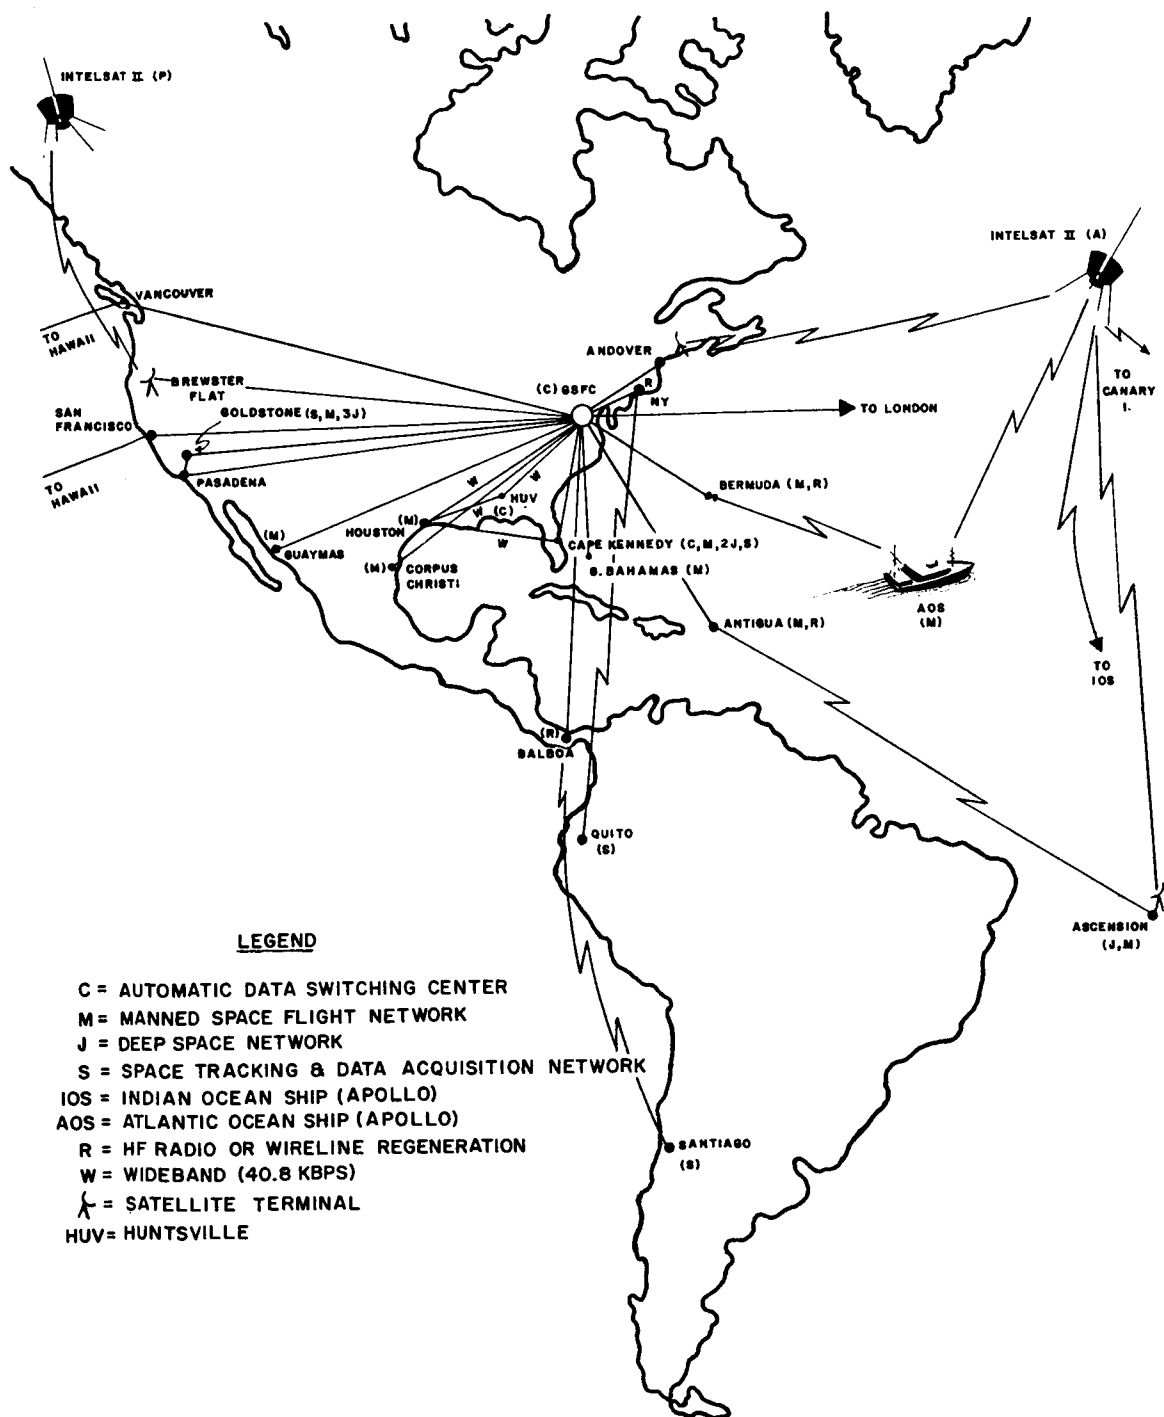 INTELSAT II (P)
INTELSAT II (A)
VANCOUVER
TO
HAWAII
ANDOVER
BREWSTER
FLAT
(C) GSFC
R
NY
TO
CANARY
I.
SAN
FRANCISCO
GOLDSTONE (S,M,3J)
TO LONDON
TO
HAWAII
PASADENA
W
W
HUV
(C)
W
BERMUDA (M,R)
(M)
HOUSTON
(M)
GUAYMAS
W
CAPE KENNEDY (C,M,2J,S)
(M)
CORPUS
CHRISTI
G.BAHAMAS (M)
AOS
(M)
ANTIGUA (M,R)
TO
IOS
(R)
BALBOA
QUITO
(S)
ASCENSION
(J,M)
SANTIAGO
(S)
LEGEND
C = AUTOMATIC DATA SWITCHING CENTER
M = MANNED SPACE FLIGHT NETWORK
J = DEEP SPACE NETWORK
S = SPACE TRACKING & DATA ACQUISITION NETWORK
IOS = INDIAN OCEAN SHIP (APOLLO)
AOS = ATLANTIC OCEAN SHIP (APOLLO)
R = HF RADIO OR WIRELINE REGENERATION
W = WIDEBAND (40.8 KBPS)
= SATELLITE TERMINAL
HUV = HUNTSVILLE